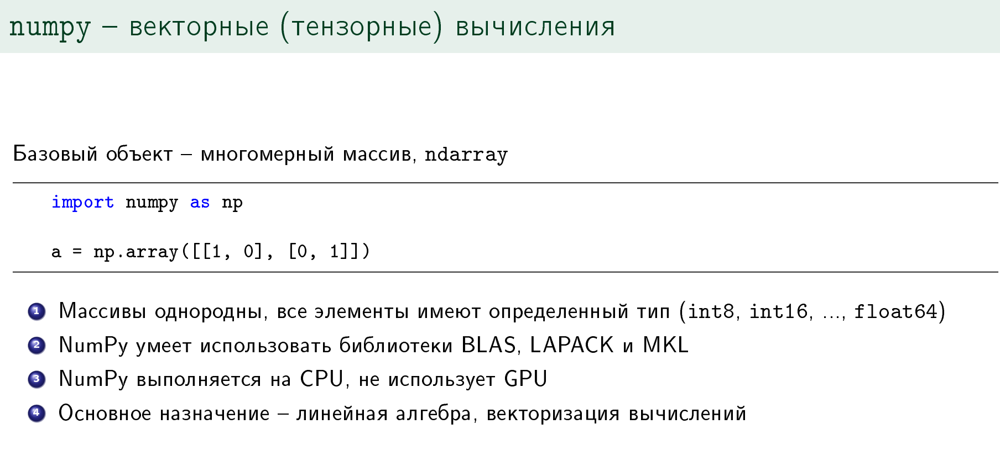 numpy – векторные (тензорные) вычисления
Базовый объект – многомерный массив, ndarray
import numpy as np
a = np.array([[1, 0], [0, 1]])
1 Массивы однородны, все элементы имеют определенный тип (int8, int16, ..., float64)
2 NumPy умеет использовать библиотеки BLAS, LAPACK и MKL
3 NumPy выполняется на CPU, не использует GPU
4 Основное назначение – линейная алгебра, векторизация вычислений